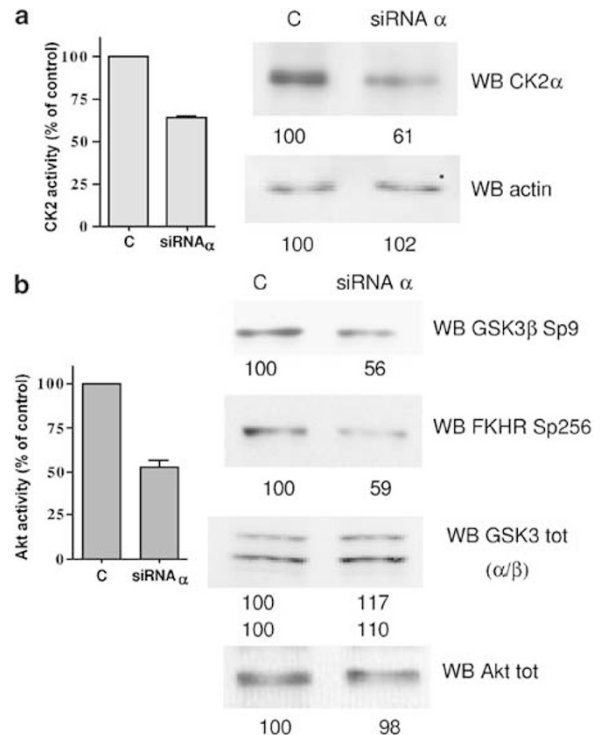 a
CK2 activity (% of control)
100
75
50
25
0
C
siRNAα
C siRNA α
WB CK2α
100 61
WB actin
100 102
b
Akt activity (% of control)
100
75
50
25
0
C
siRNAα
C siRNA α
WB GSK3β Sp9
100 56
WB FKHR Sp256
100 59
WB GSK3 tot
(α/β)
100 117
100 110
WB Akt tot
100 98